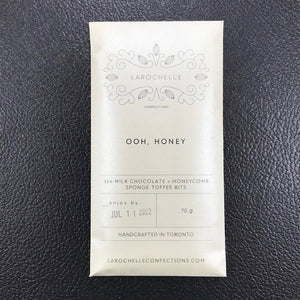 LAROCHELLE
CONFECTIONS
OOH, HONEY
MILK CHOCOLATE + HONEYCOMB
SPONGE TOFFEE BITS
enjoy by
JUL 11 2022
70 g
HANDCRAFTED IN TORONTO
LAROCHELLECONFECTIONS.COM